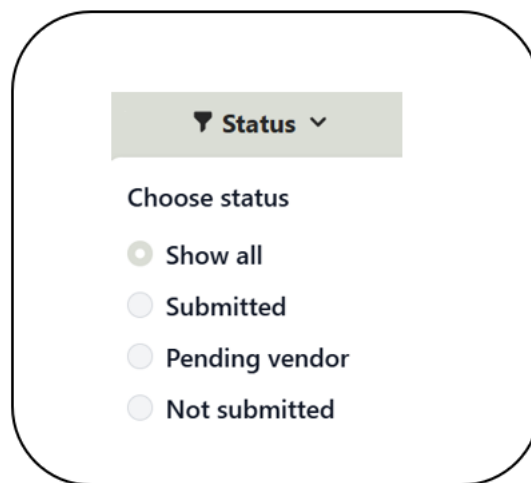 Status
Choose status
Show all
Submitted
Pending vendor
Not submitted